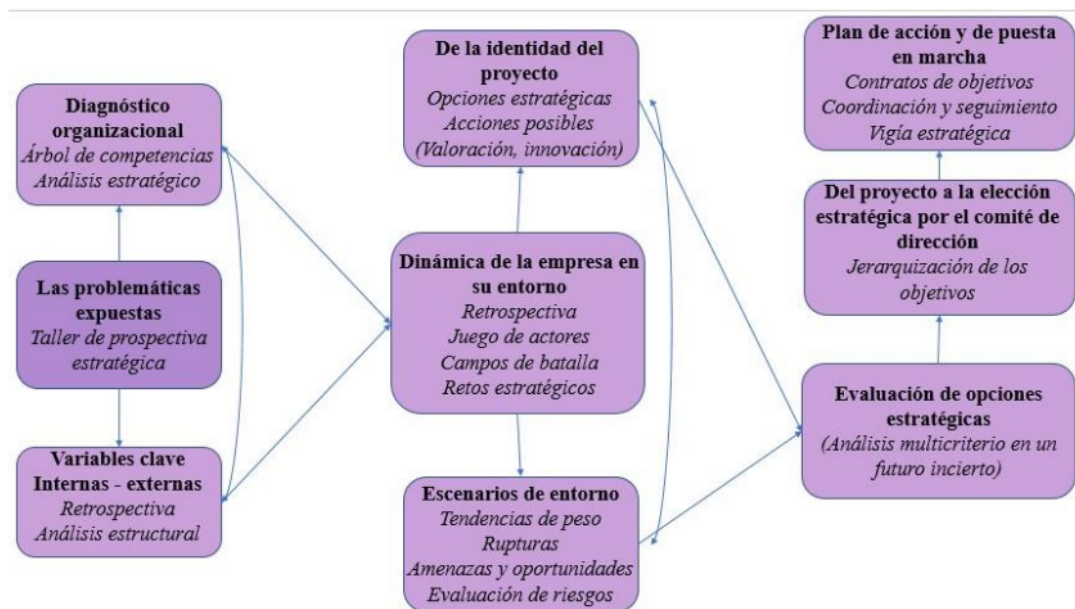 Diagnóstico
organizacional
Árbol de competencias
Análisis estratégico
Las problemáticas
expuestas
Taller de prospectiva
estratégica
Variables clave
Internas - externas
Retrospectiva
Análisis estructural
De la identidad del
proyecto
Opciones estratégicas
Acciones posibles
(Valoración, innovación)
Dinámica de la empresa en
su entorno
Retrospectiva
Juego de actores
Campos de batalla
Retos estratégicos
Escenarios de entorno
Tendencias de peso
Rupturas
Amenazas y oportunidades
Evaluación de riesgos
Plan de acción y de puesta
en marcha
Contratos de objetivos
Coordinación y seguimiento
Vigía estratégica
Del proyecto a la elección
estratégica por el comité de
dirección
Jerarquización de los
objetivos
Evaluación de opciones
estratégicas
(Análisis multicriterio en un
futuro incierto)